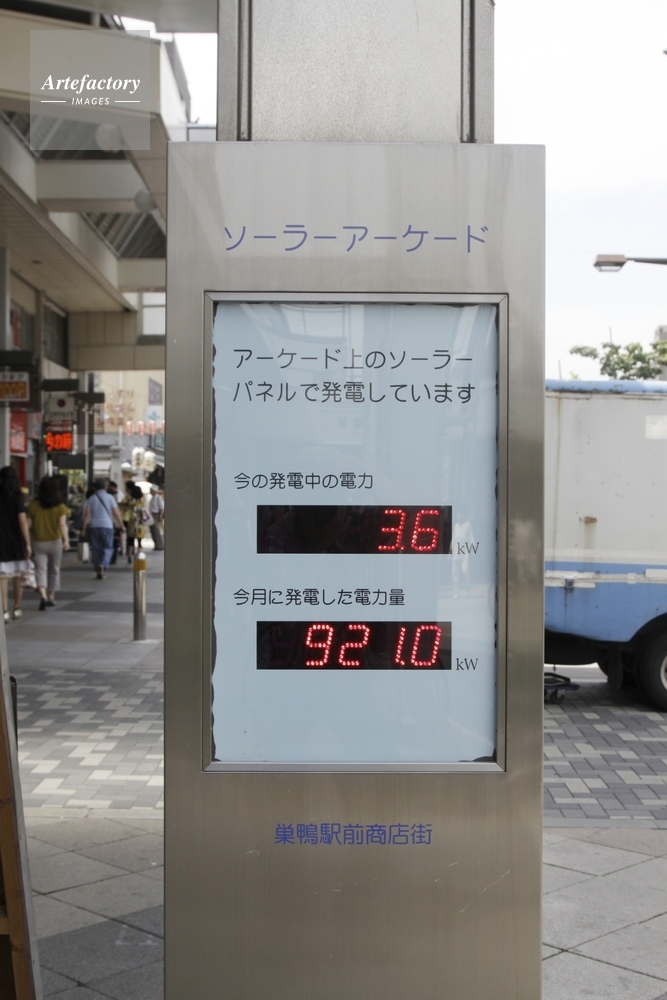 Artefactory
IMAGES
ソーラーアーケード
アーケード上のソーラー
パネルで発電しています
今の発電中の電力
3.6 kW
今月に発電した電力量
921.0 kW
巣鴨駅前商店街